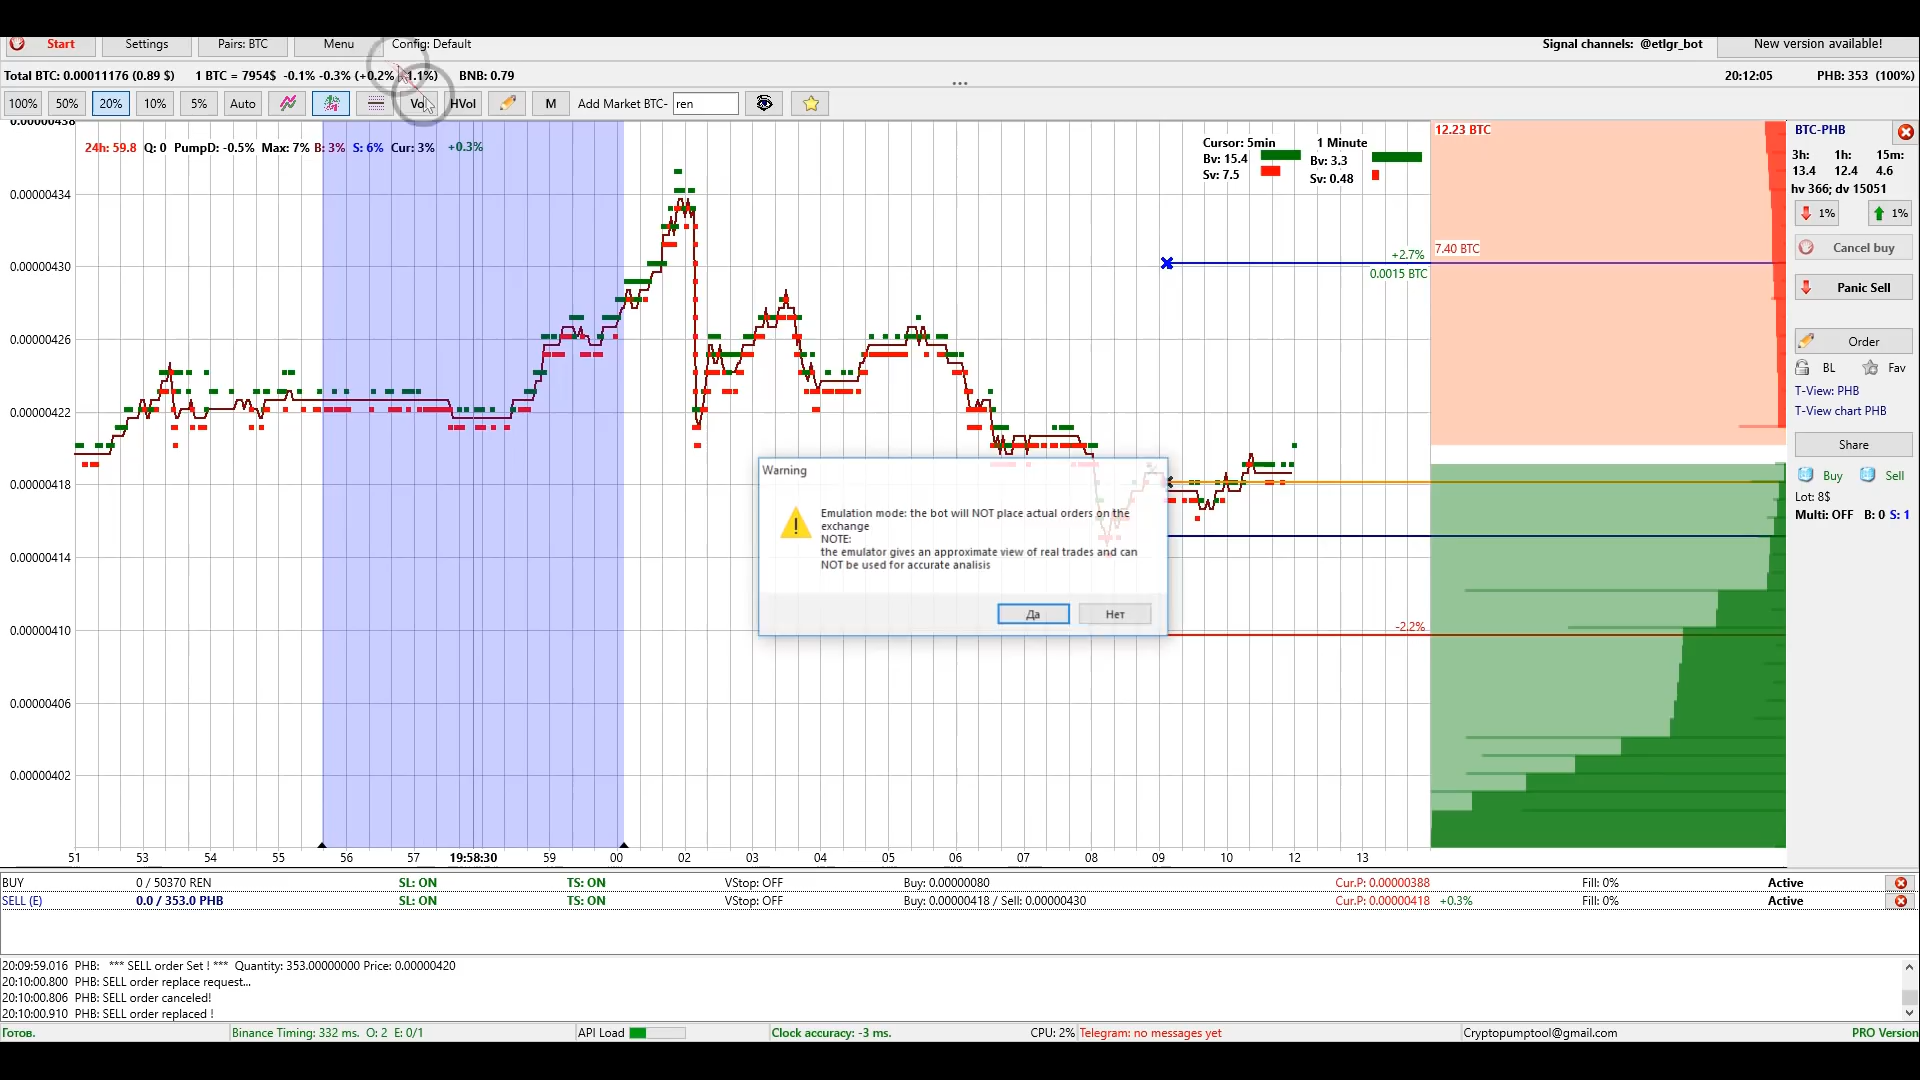 Start Settings Pairs: BTC Menu Config: Default Signal channels: @etlgr_bot New version available!
Total BTC: 0.00011176 (0.89 $) 1 BTC = 7954$ -0.1% -0.3% (+0.2% -1.1%) BNB: 0.79 ... 20:12:05 PHB: 353 (100%)
100% 50% 20% 10% 5% Auto Vol HVol M Add Market BTC- ren
0.00000438
24h: 59.8 Q: 0 PumpD: -0.5% Max: 7% B: 3% S: 6% Cur: 3% +0.3%
Cursor: 5min 1 Minute
Bv: 15.4 Bv: 3.3
Sv: 7.5 Sv: 0.48
12.23 BTC
BTC-PHB
3h: 1h: 15m:
13.4 12.4 4.6
hv 366; dv 15051
1% 1%
Cancel buy
Panic Sell
Order
BL Fav
T-View: PHB
T-View chart PHB
Share
Buy Sell
Lot: 8$
Multi: OFF B: 0 S: 1
0.00000434
0.00000430
0.00000426
0.00000422
0.00000418
0.00000414
0.00000410
0.00000406
0.00000402
+2.7%
7.40 BTC
0.0015 BTC
-2.2%
Warning
Emulation mode: the bot will NOT place actual orders on the
exchange
NOTE:
the emulator gives an approximate view of real trades and can
NOT be used for accurate analisis
Да Нет
51 53 54 55 56 57 19:58:30 59 00 02 03 04 05 06 07 08 09 10 12 13
BUY 0 / 50370 REN SL: ON TS: ON VStop: OFF Buy: 0.00000080 Cur.P: 0.00000388 Fill: 0% Active
SELL (E) 0.0 / 353.0 PHB SL: ON TS: ON VStop: OFF Buy: 0.00000418 / Sell: 0.00000430 Cur.P: 0.00000418 +0.3% Fill: 0% Active
20:09:59.016 PHB: *** SELL order Set ! *** Quantity: 353.00000000 Price: 0.00000420
20:10:00.800 PHB: SELL order replace request...
20:10:00.806 PHB: SELL order canceled!
20:10:00.910 PHB: SELL order replaced !
Готов. Binance Timing: 332 ms. O: 2 E: 0/1 API Load Clock accuracy: -3 ms. CPU: 2% Telegram: no messages yet Cryptopumptool@gmail.com PRO Version